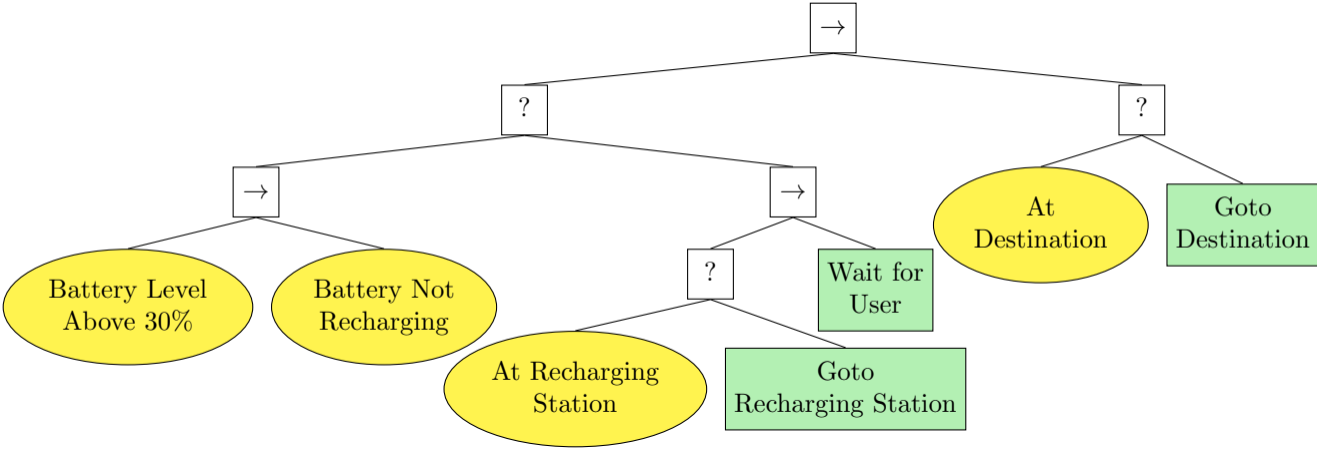 →
?
?
→
→
At
Destination
Goto
Destination
Battery Level
Above 30%
Battery Not
Recharging
?
Wait for
User
At Recharging
Station
Goto
Recharging Station